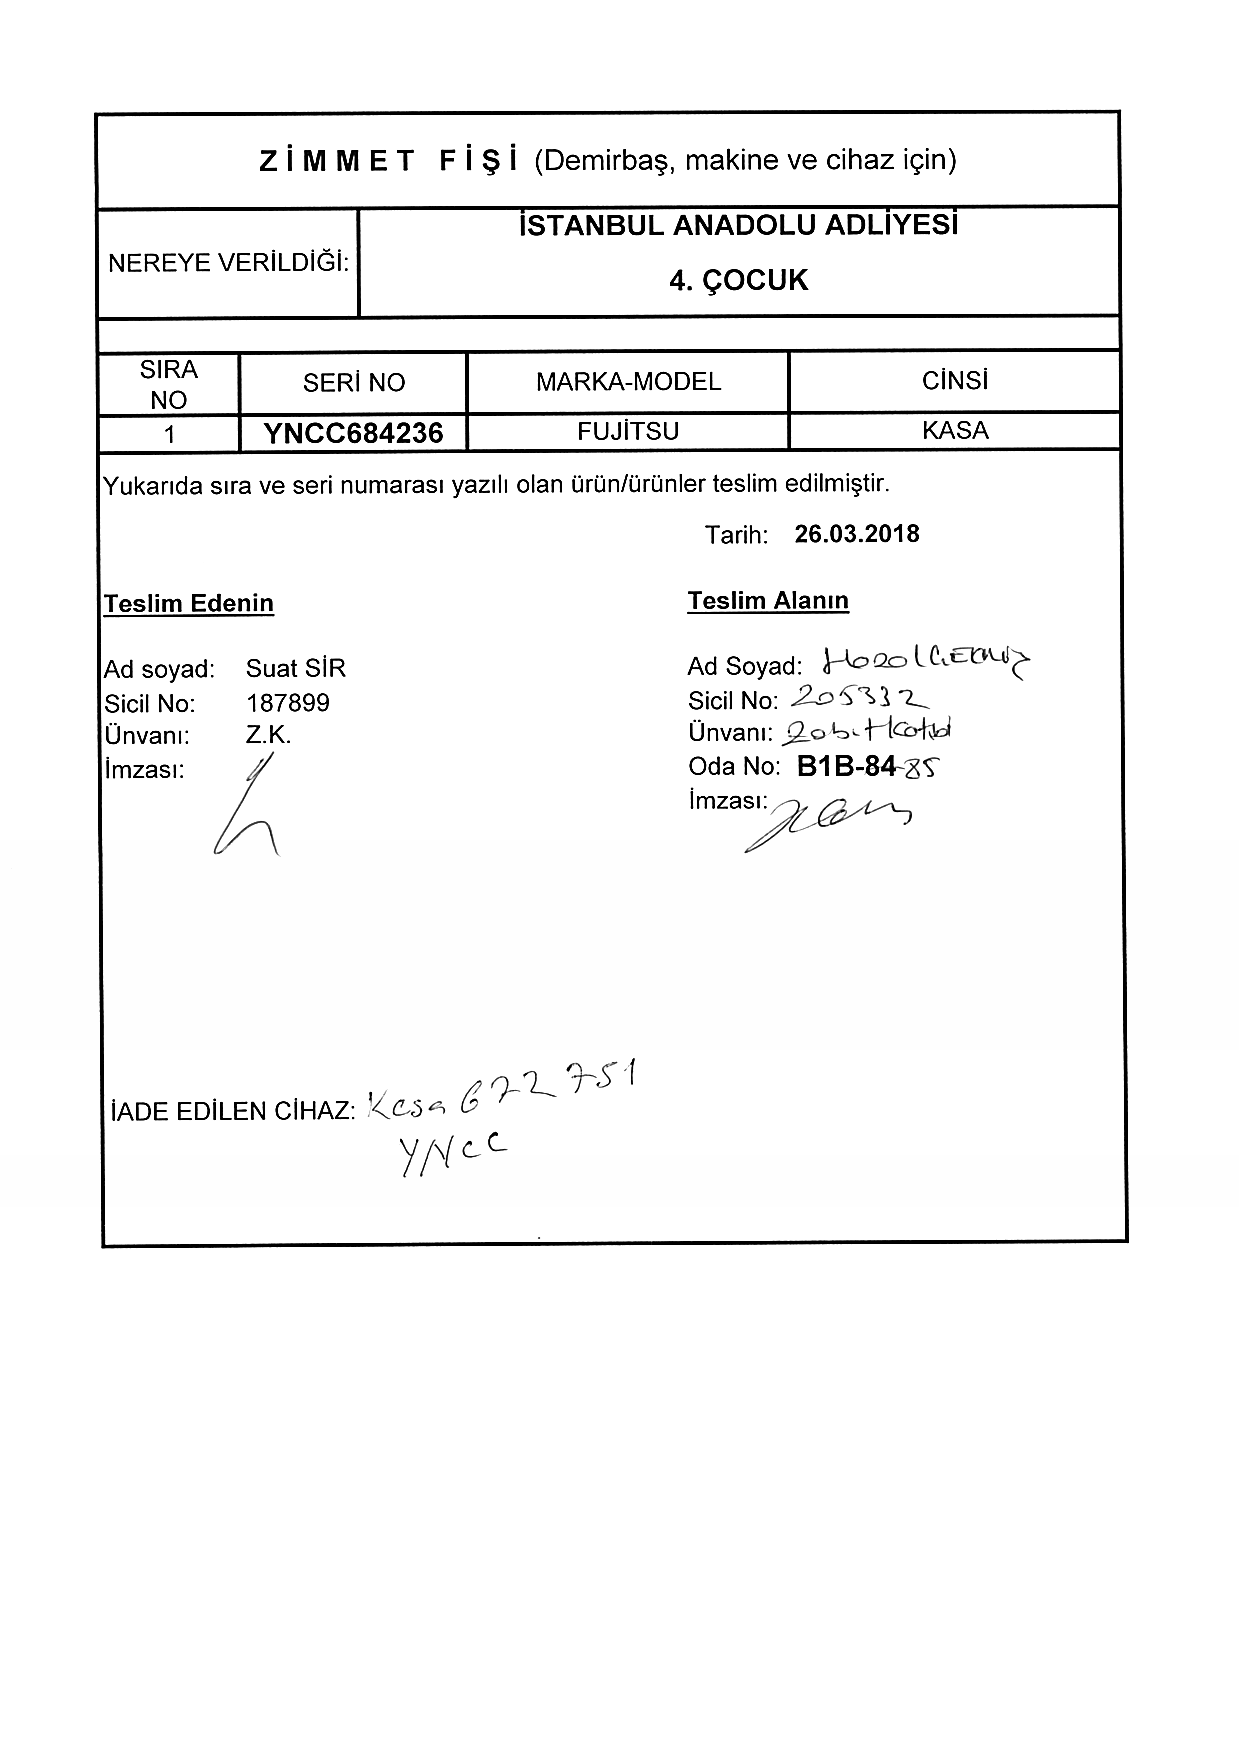 ZİMMET FİŞİ (Demirbaş, makine ve cihaz için)
NEREYE VERİLDİĞİ:
İSTANBUL ANADOLU ADLİYESİ
4. ÇOCUK
SIRA NO SERİ NO MARKA-MODEL CİNSİ
1 YNCC684236 FUJİTSU KASA
Yukarıda sıra ve seri numarası yazılı olan ürün/ürünler teslim edilmiştir.
Tarih: 26.03.2018
Teslim Edenin
Ad soyad: Suat SİR
Sicil No: 187899
Ünvanı: Z.K.
İmzası:
Teslim Alanın
Ad Soyad:
Sicil No: 205332
Ünvanı: Zabıt Katibi
Oda No: B1B-84-85
İmzası:
İADE EDİLEN CİHAZ: Kasa 672751
YNCC